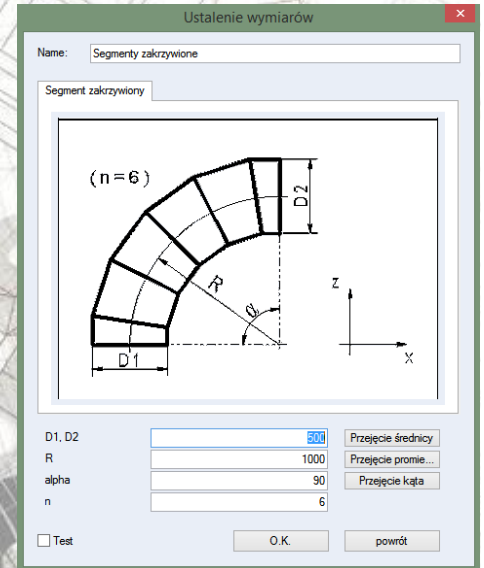 Ustalenie wymiarów
Name: Segmenty zakrzywione
Segment zakrzywiony
(n=6)
D2
R
α
z
D1
x
D1, D2 500 Przejęcie średnicy
R 1000 Przejęcie promie...
alpha 90 Przejęcie kąta
n 6
Test O.K. powrót